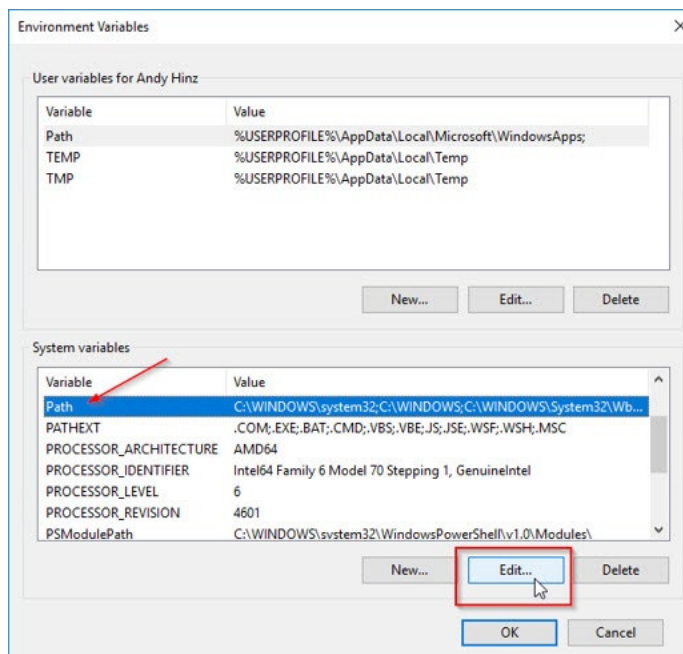 Environment Variables
User variables for Andy Hinz
Variable Value
Path %USERPROFILE%\AppData\Local\Microsoft\WindowsApps;
TEMP %USERPROFILE%\AppData\Local\Temp
TMP %USERPROFILE%\AppData\Local\Temp
New... Edit... Delete
System variables
Variable Value
Path C:\WINDOWS\system32;C:\WINDOWS;C:\WINDOWS\System32\Wb...
PATHEXT .COM;.EXE;.BAT;.CMD;.VBS;.VBE;.JS;.JSE;.WSF;.WSH;.MSC
PROCESSOR_ARCHITECTURE AMD64
PROCESSOR_IDENTIFIER Intel64 Family 6 Model 70 Stepping 1, GenuineIntel
PROCESSOR_LEVEL 6
PROCESSOR_REVISION 4601
PSModulePath C:\WINDOWS\system32\WindowsPowerShell\v1.0\Modules\
New... Edit... Delete
OK Cancel